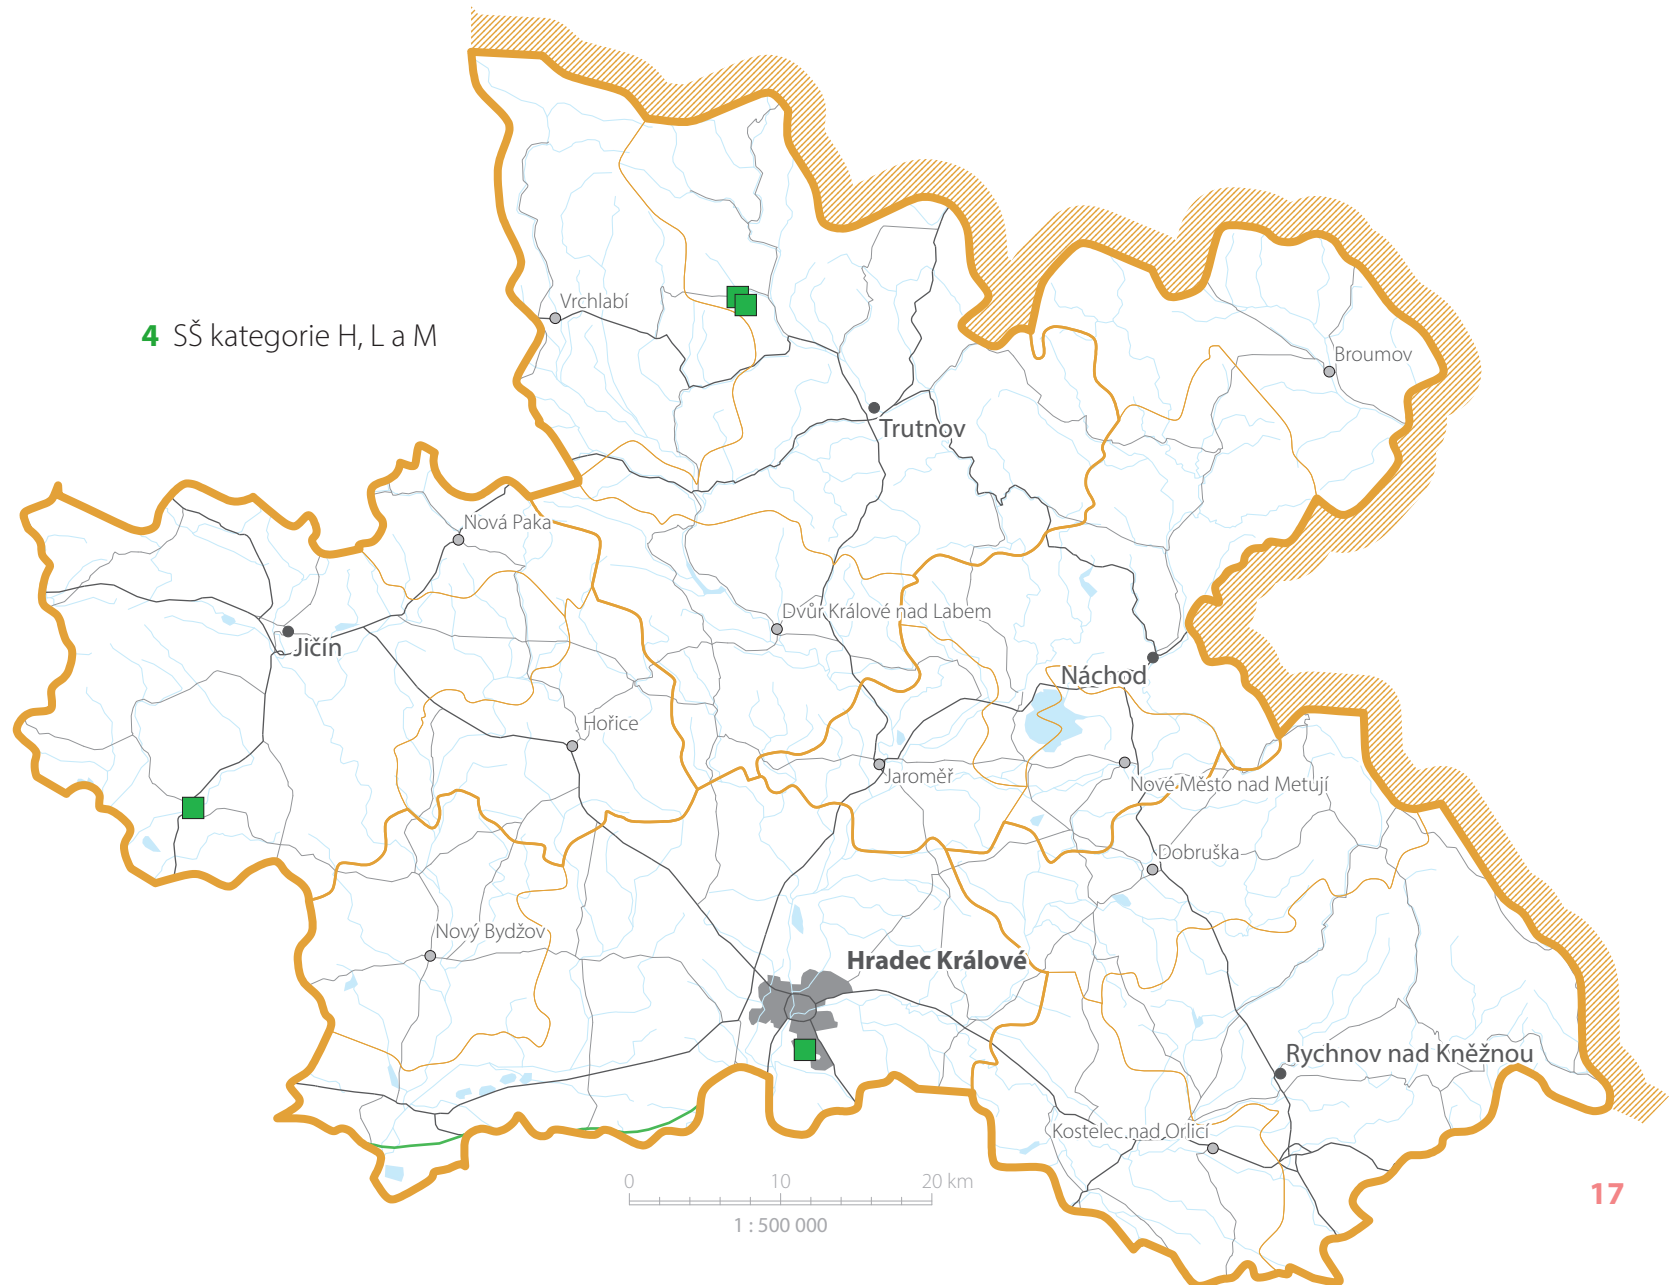 Vrchlabí
4 SŠ kategorie H, L a M
Broumov
Trutnov
Nová Paka
Dvůr Králové nad Labem
Jičín
Náchod
Hořice
Jaroměř
Nové Město nad Metují
Dobruška
Nový Bydžov
Hradec Králové
Rychnov nad Kněžnou
Kostelec nad Orlicí
0 10 20 km
1 : 500 000
17